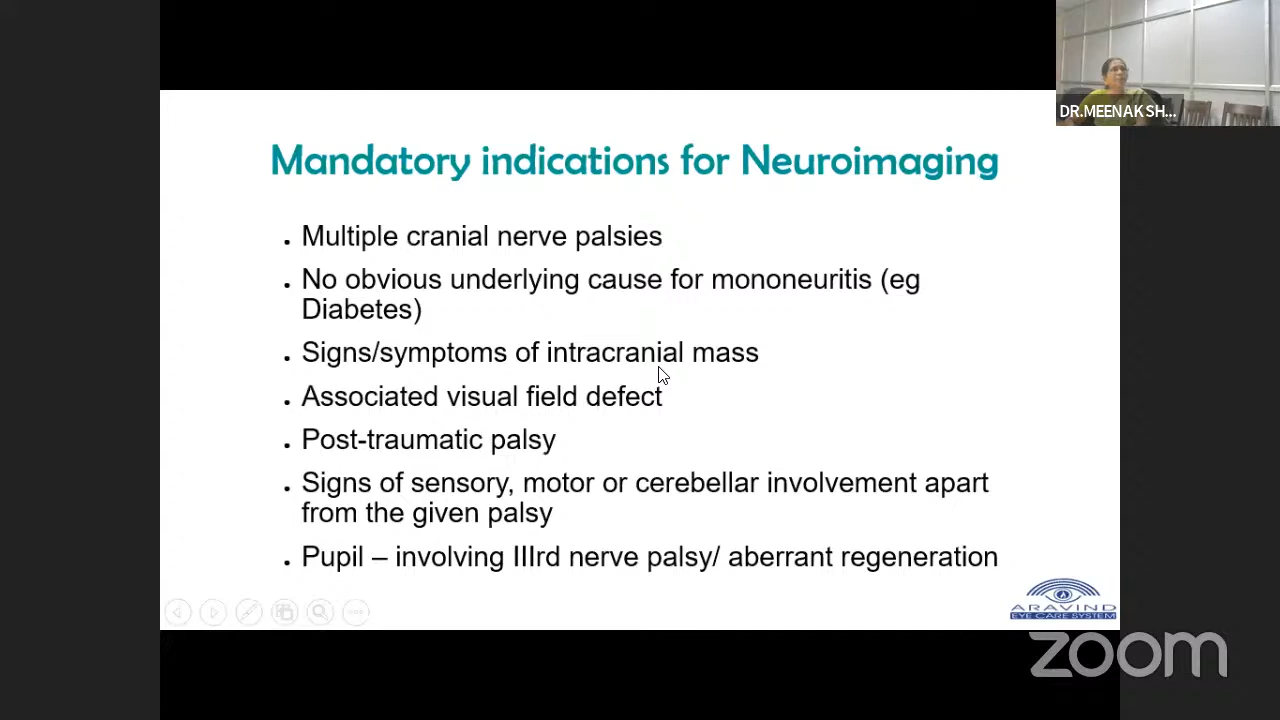 DR.MEENAKSH...
Mandatory indications for Neuroimaging
Multiple cranial nerve palsies
No obvious underlying cause for mononeuritis (eg
Diabetes)
Signs/symptoms of intracranial mass
Associated visual field defect
Post-traumatic palsy
Signs of sensory, motor or cerebellar involvement apart
from the given palsy
Pupil – involving IIIrd nerve palsy/ aberrant regeneration
ARAVIND
EYE CARE SYSTEM
zoom